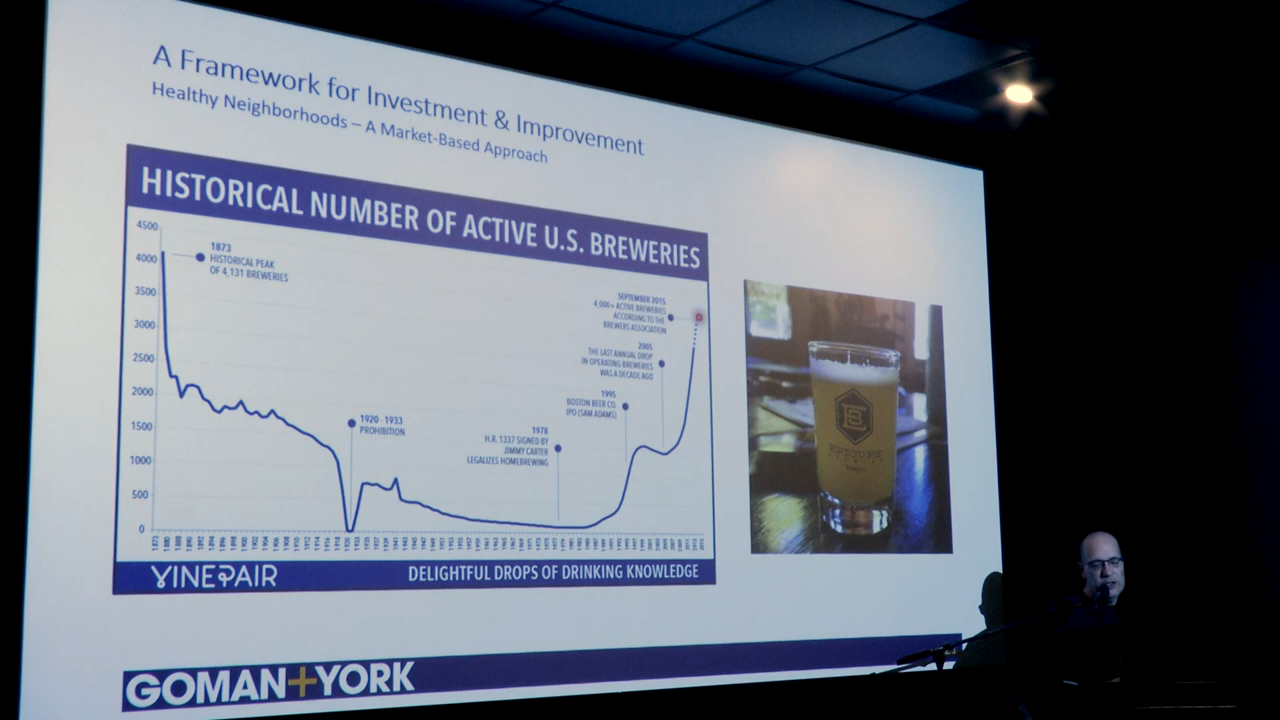 A Framework for Investment & Improvement
Healthy Neighborhoods – A Market-Based Approach
HISTORICAL NUMBER OF ACTIVE U.S. BREWERIES
4500
4000
3500
3000
2500
2000
1500
1000
500
0
1873
HISTORICAL PEAK
OF 4,131 BREWERIES
1920 - 1933
PROHIBITION
1978
H.R. 1337 SIGNED BY
JIMMY CARTER
LEGALIZES HOMEBREWING
1995
BOSTON BEER CO.
IPO (SAM ADAMS)
2005
THE LAST ANNUAL DROP
IN OPERATING BREWERIES
WAS A DECADE AGO
SEPTEMBER 2015
4,000+ ACTIVE BREWERIES
ACCORDING TO THE
BREWERS ASSOCIATION
VINEPAIR
DELIGHTFUL DROPS OF DRINKING KNOWLEDGE
EPICURE
GOMAN+YORK